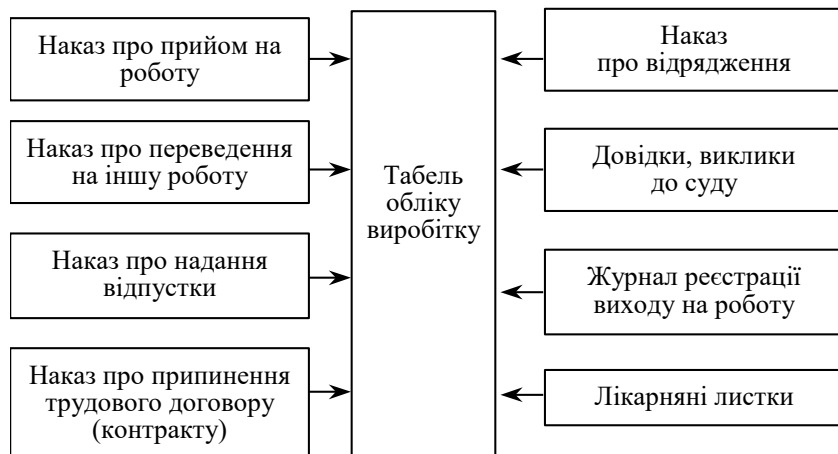 Наказ про прийом на
роботу
Наказ про переведення
на іншу роботу
Наказ про надання
відпустки
Наказ про припинення
трудового договору
(контракту)
Табель
обліку
виробітку
Наказ
про відрядження
Довідки, виклики
до суду
Журнал реєстрації
виходу на роботу
Лікарняні листки